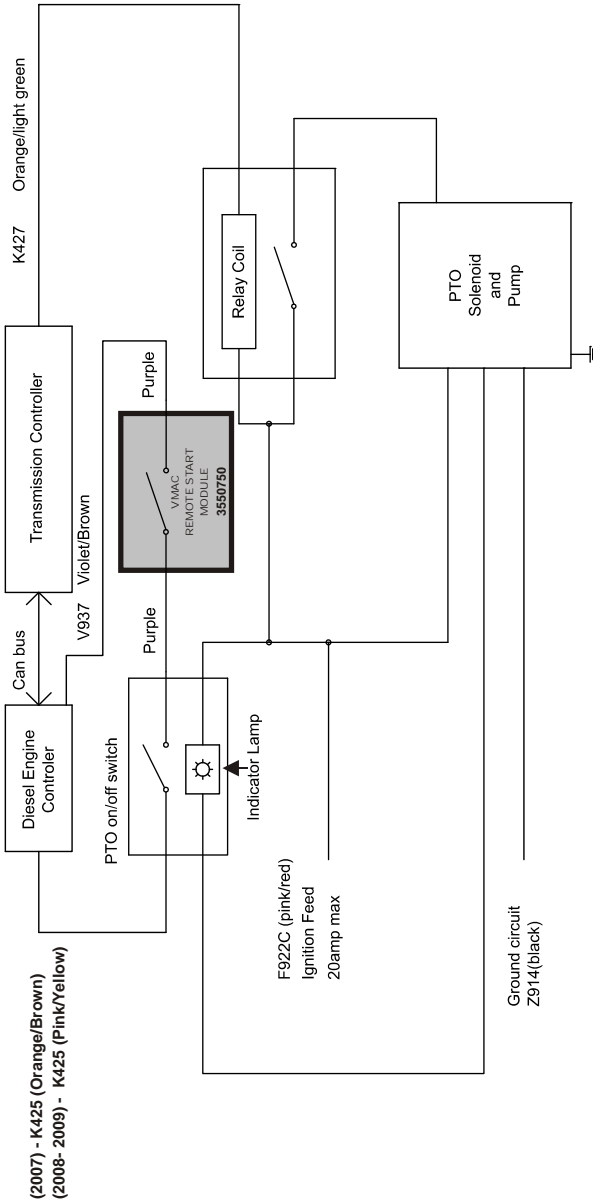 (2007) - K425 (Orange/Brown)
(2008- 2009) -  K425 (Pink/Yellow)
Diesel Engine
Controler
Can bus
Transmission Controller
K427
Orange/light green
V937
Violet/Brown
PTO on/off switch
Purple
VMAC
REMOTE START
MODULE
3550750
Purple
Indicator Lamp
Relay Coil
F922C (pink/red)
Ignition Feed
20amp max
PTO
Solenoid
and
Pump
Ground circuit
Z914(black)